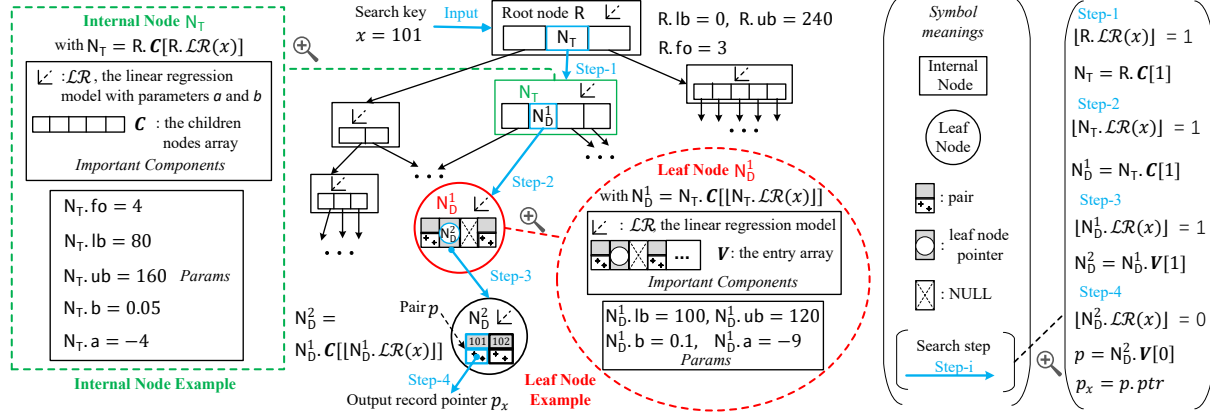 Internal Node N_T
with N_T = R.C[R.ℒℛ(x)]
: ℒℛ, the linear regression
model with parameters a and b
C : the children
nodes array
Important Components
N_T.fo = 4
N_T.lb = 80
N_T.ub = 160 Params
N_T.b = 0.05
N_T.a = −4
Internal Node Example
Search key
x = 101
Input
Root node R
N_T
R.lb = 0, R.ub = 240
R.fo = 3
Step-1
N_T
N_D^1
• • •
• • •
• • •
• • •
• • •
Step-2
N_D^1
N_D^2
Step-3
Pair p
N_D^2
101 102
N_D^2 =
N_D^1.C[⌊N_D^1.ℒℛ(x)⌋]
Step-4
Output record pointer p_x
Leaf Node N_D^1
with N_D^1 = N_T.C[⌊N_T.ℒℛ(x)⌋]
: ℒℛ, the linear regression model
... V: the entry array
Important Components
N_D^1.lb = 100, N_D^1.ub = 120
N_D^1.b = 0.1, N_D^1.a = −9
Params
Leaf Node
Example
Symbol
meanings
Internal
Node
Leaf
Node
: pair
: leaf node
pointer
: NULL
Search step
Step-i
Step-1
⌊R.ℒℛ(x)⌋ = 1
N_T = R.C[1]
Step-2
⌊N_T.ℒℛ(x)⌋ = 1
N_D^1 = N_T.C[1]
Step-3
⌊N_D^1.ℒℛ(x)⌋ = 1
N_D^2 = N_D^1.V[1]
Step-4
⌊N_D^2.ℒℛ(x)⌋ = 0
p = N_D^2.V[0]
p_x = p.ptr